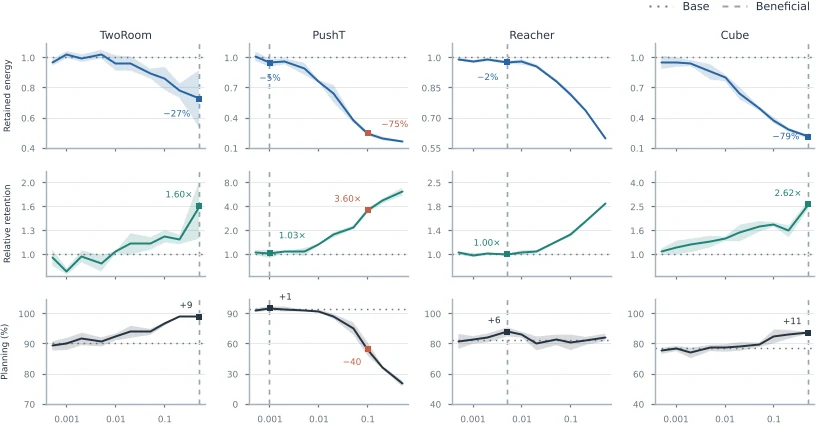 Base Beneficial
TwoRoom PushT Reacher Cube
Retained energy
1.0 0.8 0.6 0.4
−27%
1.0 0.7 0.4 0.1
−5% −75%
1.00 0.85 0.70 0.55
−2%
1.0 0.7 0.4 0.1
−79%
Relative retention
2.0 1.6 1.3 1.0
1.60×
8.0 4.0 2.0 1.0
1.03× 3.60×
2.5 1.8 1.4 1.0
1.00×
4.0 2.5 1.6 1.0
2.62×
Planning (%)
100 90 80 70
+9
90 60 30 0
+1 −40
100 80 60 40
+6
100 80 60 40
+11
0.001 0.01 0.1 0.001 0.01 0.1 0.001 0.01 0.1 0.001 0.01 0.1